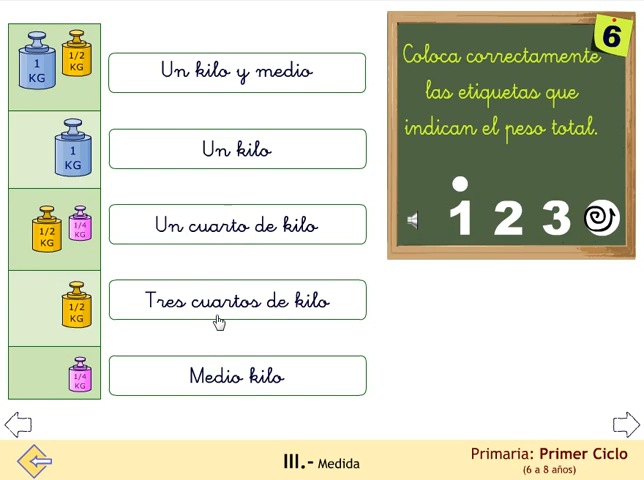 1
KG
1/2
KG
Un kilo y medio
1
KG
Un kilo
1/2
KG
1/4
KG
Un cuarto de kilo
1/2
KG
Tres cuartos de kilo
1/4
KG
Medio kilo
6
Coloca correctamente
las etiquetas que
indican el peso total.
1 2 3
III.- Medida
Primaria: Primer Ciclo
(6 a 8 años)